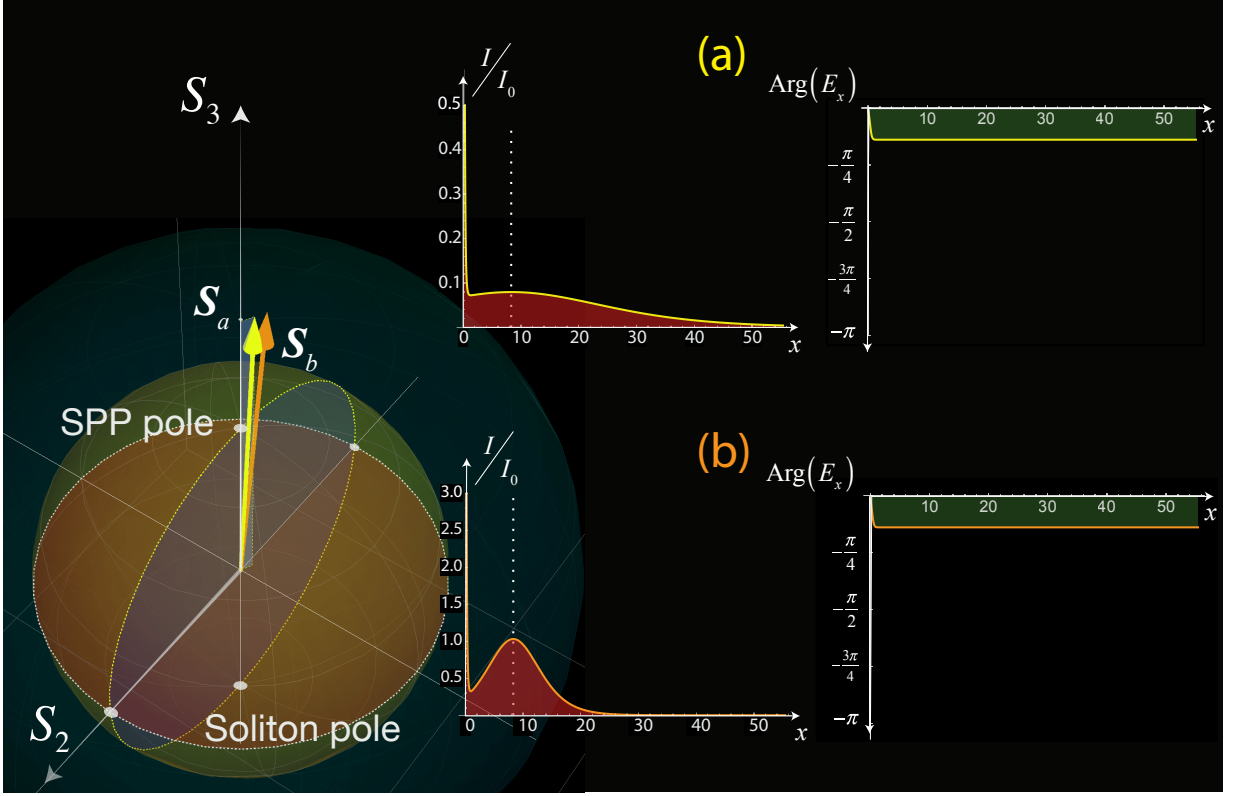 S₃
Sₐ
S_b
SPP pole
Soliton pole
S₂
(a)
I/I₀
0.5
0.4
0.3
0.2
0.1
0 10 20 30 40 50
x
Arg(Eₓ)
10 20 30 40 50
x
−π/4
−π/2
−3π/4
−π
(b)
I/I₀
3.0
2.5
2.0
1.5
1.0
0.5
0 10 20 30 40 50
x
Arg(Eₓ)
10 20 30 40 50
x
−π/4
−π/2
−3π/4
−π